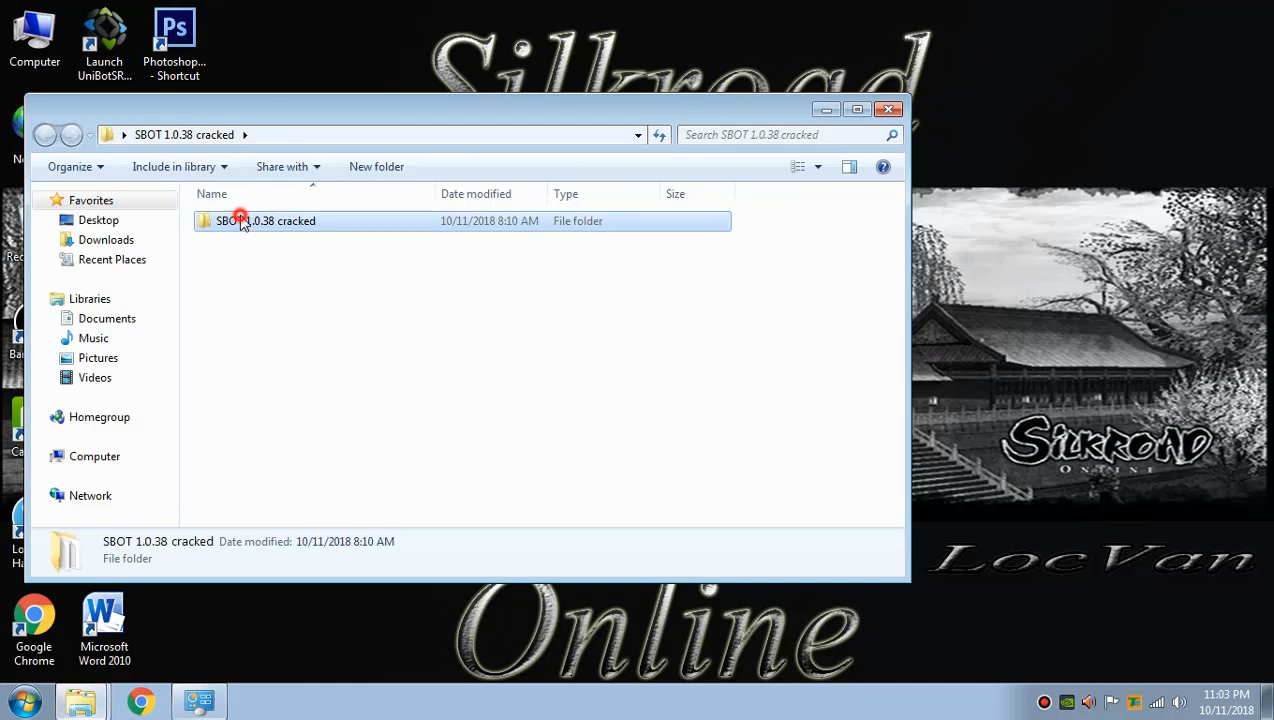 Silkroad
Computer
Launch
UniBotSR...
Photoshop...
- Shortcut
SBOT 1.0.38 cracked
Search SBOT 1.0.38 cracked
Organize
Include in library
Share with
New folder
Name
Date modified
Type
Size
Favorites
Desktop
Downloads
Recent Places
Libraries
Documents
Music
Pictures
Videos
Homegroup
Computer
Network
SBOT 1.0.38 cracked
10/11/2018 8:10 AM
File folder
SBOT 1.0.38 cracked
Date modified: 10/11/2018 8:10 AM
File folder
SILKROAD
ONLINE
LocVan
Online
Google
Chrome
Microsoft
Word 2010
11:03 PM
10/11/2018